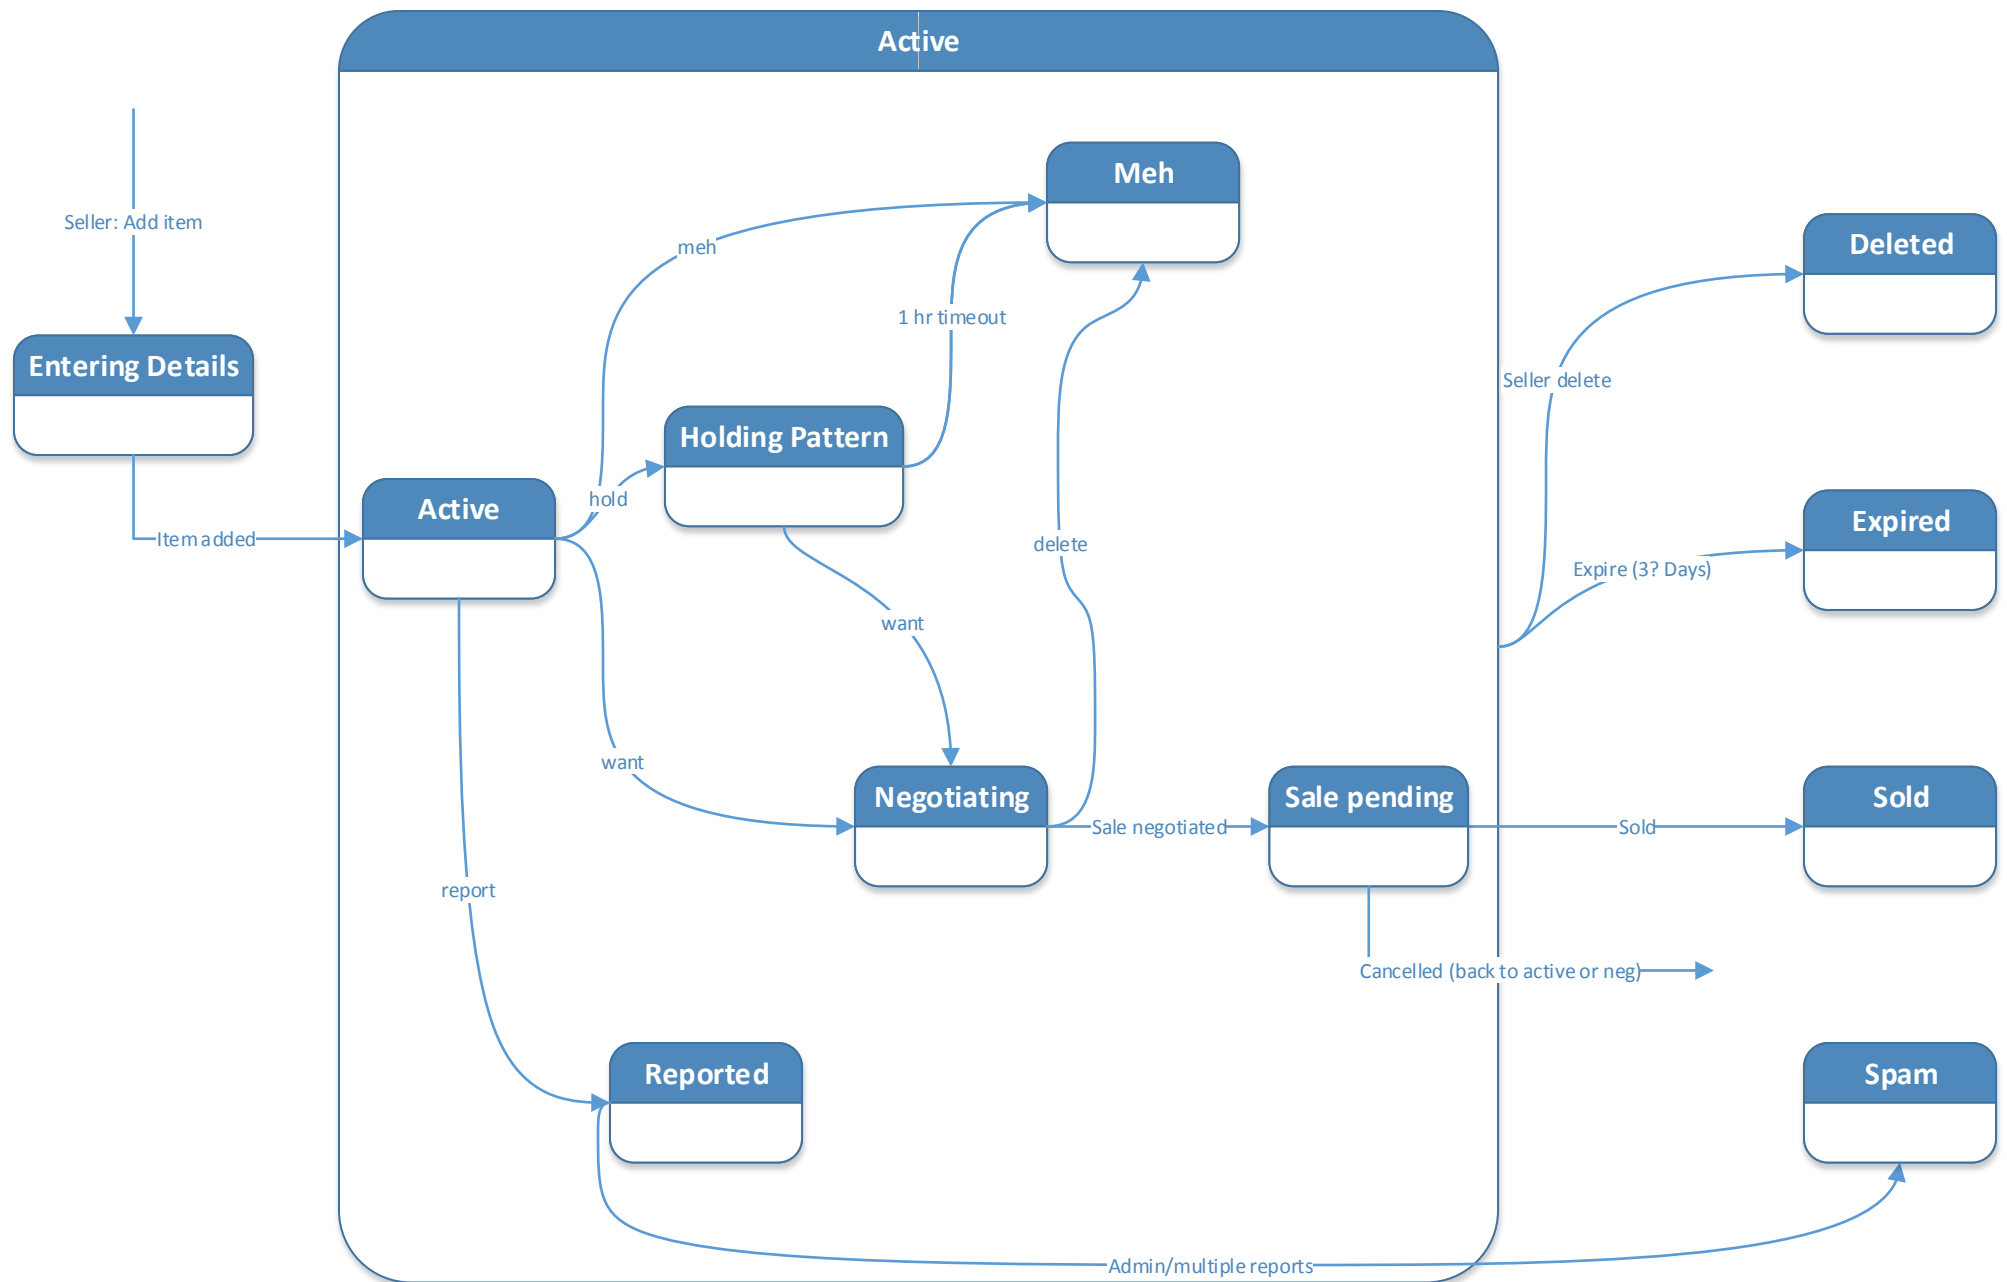 Active
Meh
Seller: Add item
Deleted
meh
1 hr timeout
Entering Details
Seller delete
Holding Pattern
hold
Active
Expired
Item added
delete
Expire (3? Days)
want
want
Negotiating
Sale pending
Sold
Sale negotiated
Sold
report
Cancelled (back to active or neg)
Reported
Spam
Admin/multiple reports